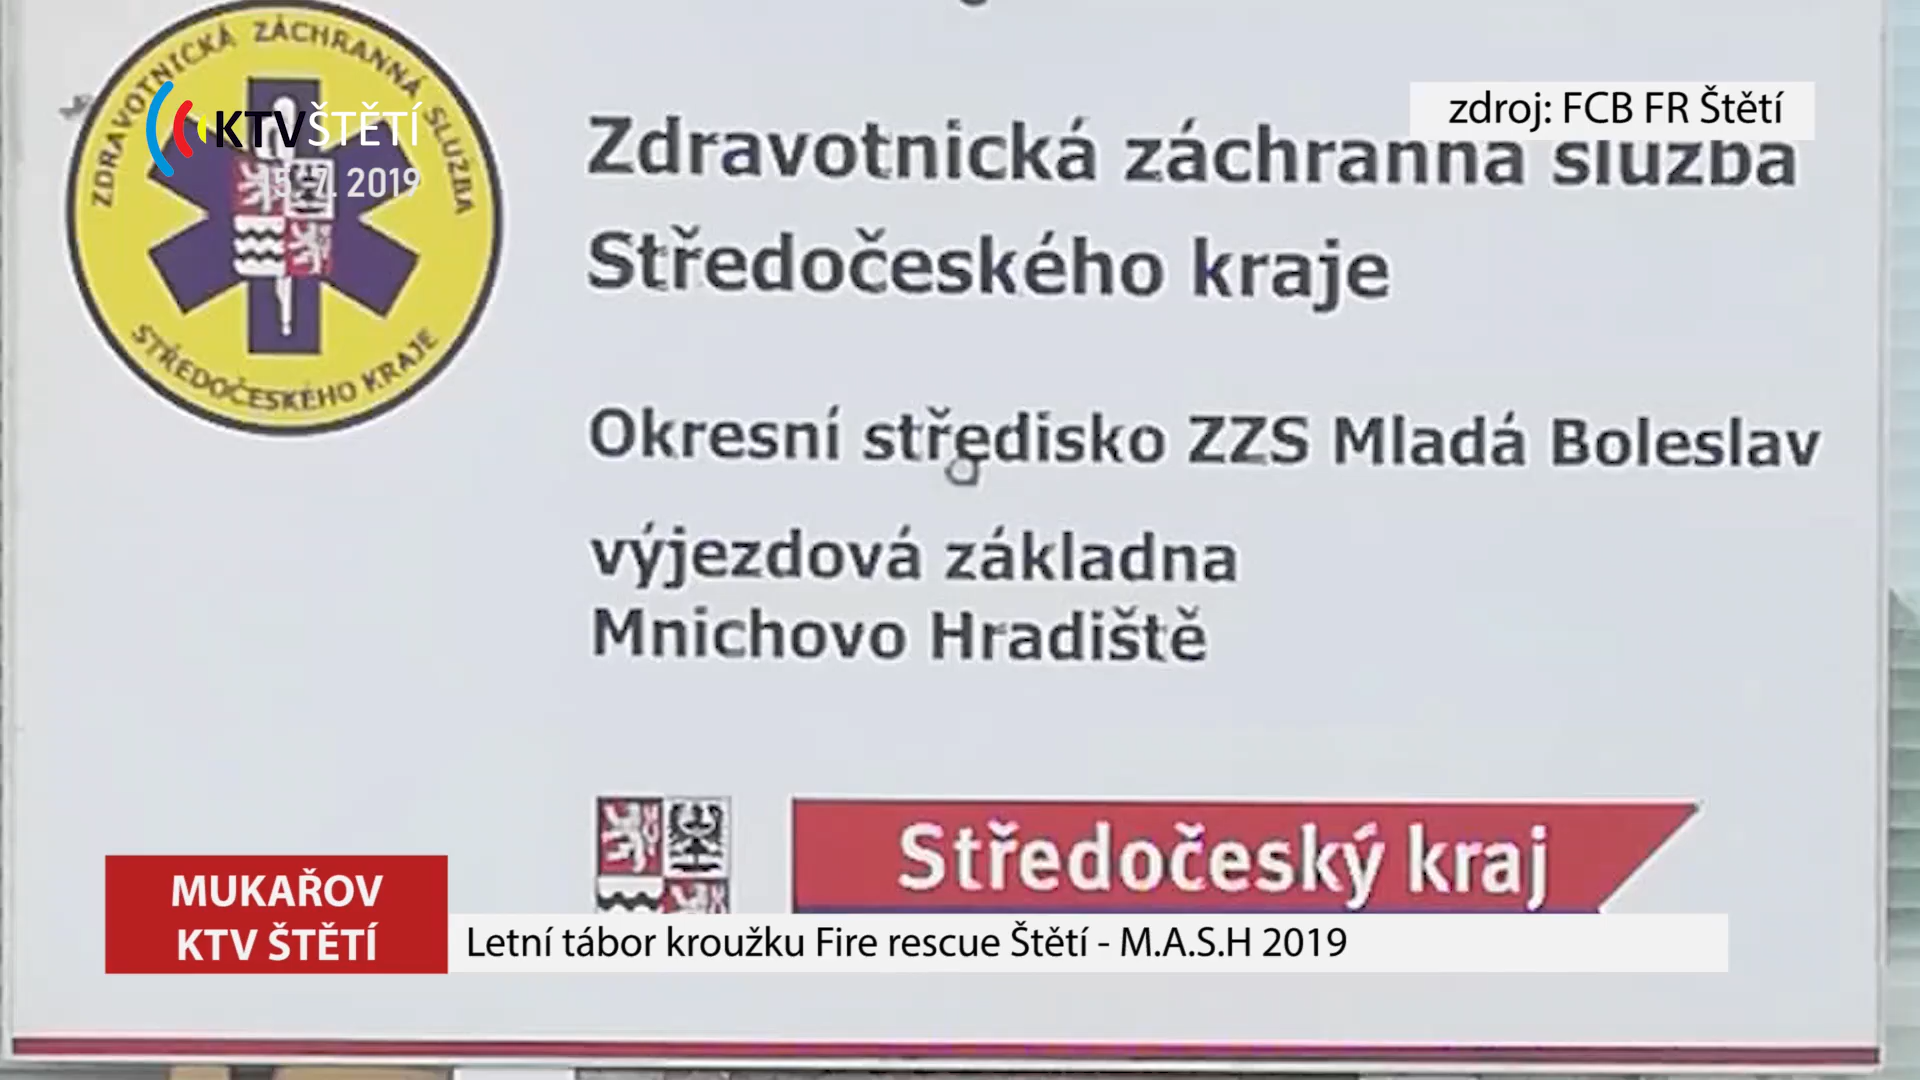 ZDRAVOTNICKÁ ZÁCHRANNÁ SLUŽBA
STŘEDOČESKÉHO KRAJE
KTV ŠTĚTÍ
15. 7. 2019
zdroj: FCB FR Štětí
Zdravotnická záchranná služba
Středočeského kraje
Okresní středisko ZZS Mladá Boleslav
výjezdová základna
Mnichovo Hradiště
Středočeský kraj
MUKAŘOV
KTV ŠTĚTÍ
Letní tábor kroužku Fire rescue Štětí - M.A.S.H 2019